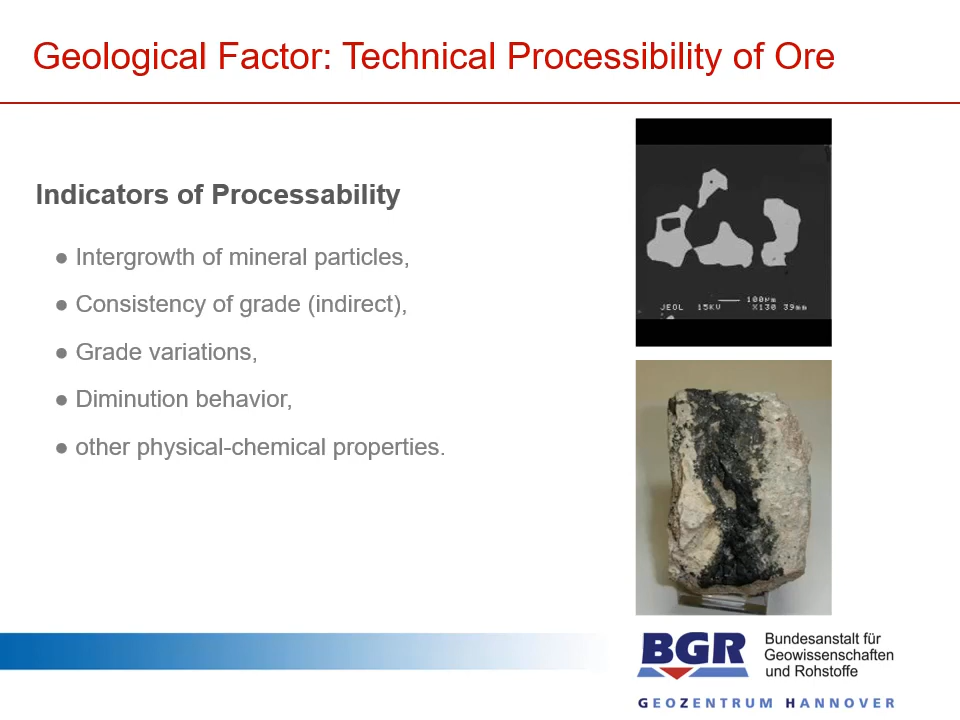 Geological Factor: Technical Processibility of Ore
Indicators of Processability
● Intergrowth of mineral particles,
● Consistency of grade (indirect),
● Grade variations,
● Diminution behavior,
● other physical-chemical properties.
100µm
JEOL 15KV X130 39mm
BGR
Bundesanstalt für
Geowissenschaften
und Rohstoffe
GEOZENTRUM HANNOVER